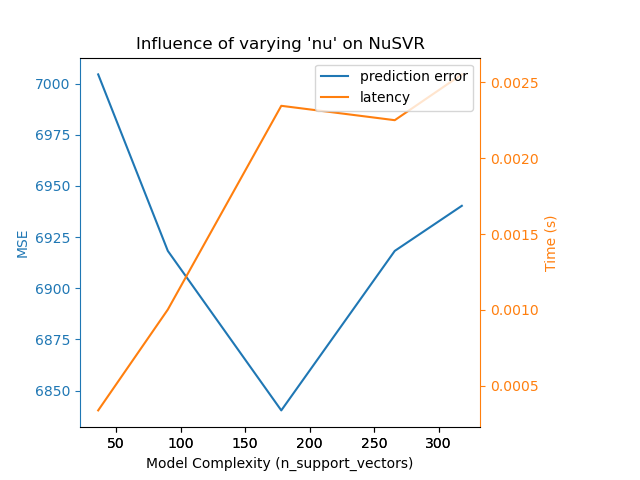 Influence of varying 'nu' on NuSVR
prediction error
latency
7000
6975
6950
6925
6900
6875
6850
MSE
0.0025
0.0020
0.0015
0.0010
0.0005
Time (s)
50 100 150 200 250 300
Model Complexity (n_support_vectors)